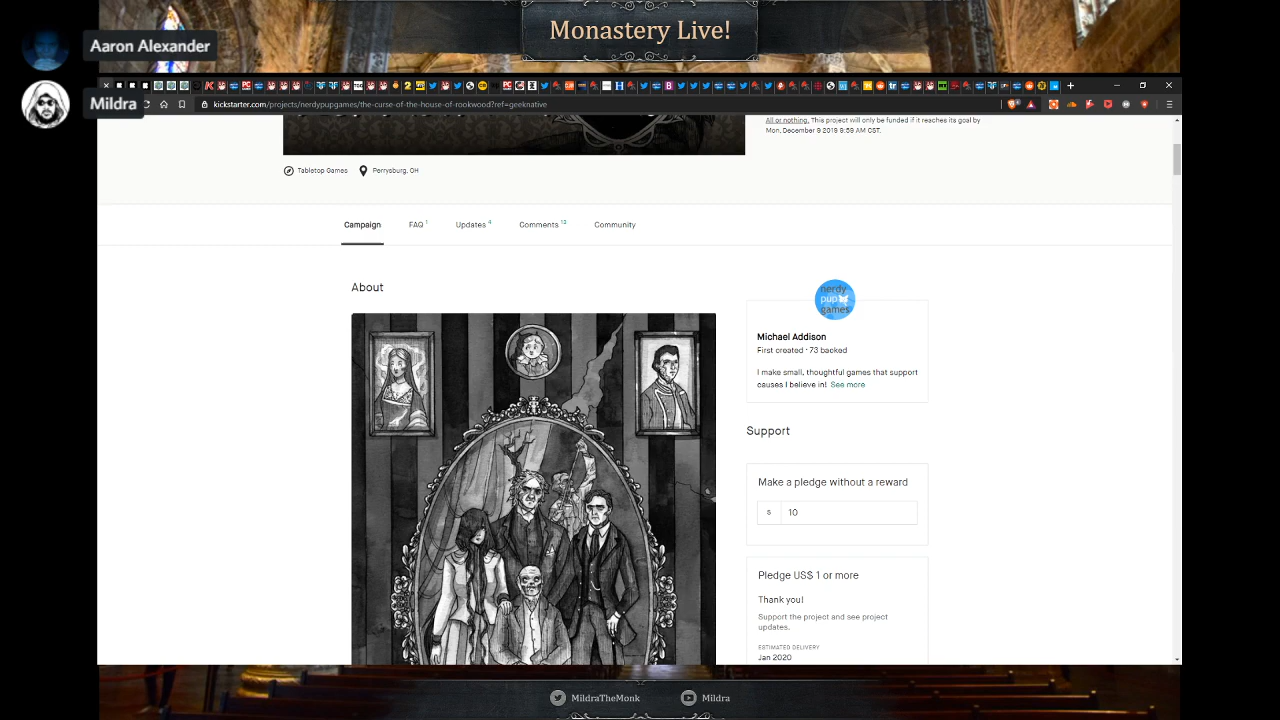 Monastery Live!
Aaron Alexander
Mildra
kickstarter.com/projects/nerdypupgames/the-curse-of-the-house-of-rookwood?ref=geeknative
All or nothing. This project will only be funded if it reaches its goal by
Mon, December 9 2019 9:59 AM CST.
Tabletop Games Perrysburg, OH
Campaign FAQ 1 Updates 4 Comments 13 Community
About
nerdy
pup
games
Michael Addison
First created · 73 backed
I make small, thoughtful games that support
causes I believe in! See more
Support
Make a pledge without a reward
$ 10
Pledge US$ 1 or more
Thank you!
Support the project and see project
updates.
ESTIMATED DELIVERY
Jan 2020
MildraTheMonk Mildra